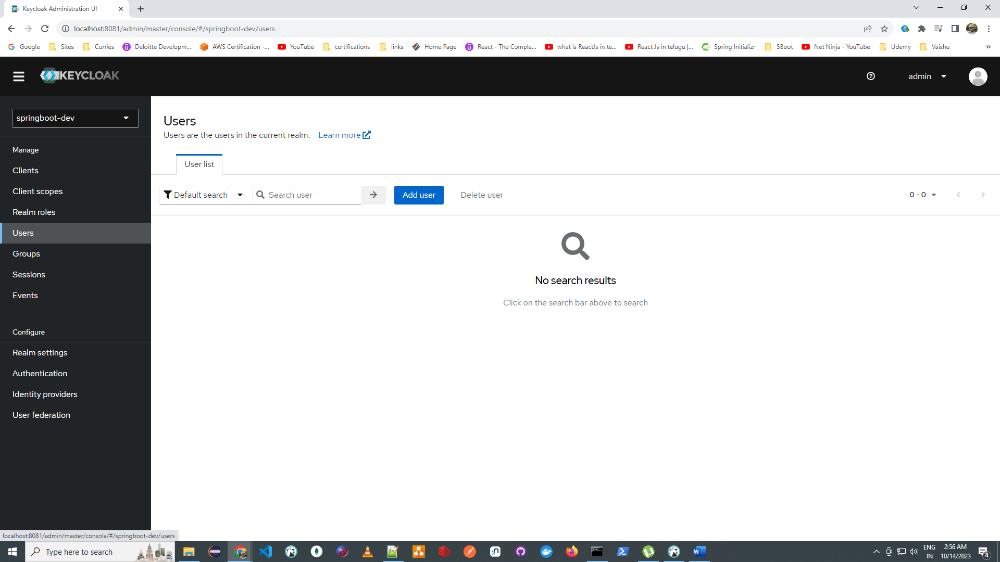 Keycloak Administration UI
localhost:8081/admin/master/console/#/springboot-dev/users
Google Sites Curries Deloitte Developm... AWS Certification -... YouTube certifications links Home Page React - The Comple... what is ReactJs in te... React Js in telugu |... Spring Initializr SBoot Net Ninja - YouTube Udemy Vaishu »
KEYCLOAK
admin
springboot-dev
Manage
Clients
Client scopes
Realm roles
Users
Groups
Sessions
Events
Configure
Realm settings
Authentication
Identity providers
User federation
Users
Users are the users in the current realm. Learn more
User list
Default search Search user Add user Delete user 0 - 0
No search results
Click on the search bar above to search
localhost:8081/admin/master/console/#/springboot-dev/users
Type here to search
ENG
IN
2:56 AM
10/14/2023
4